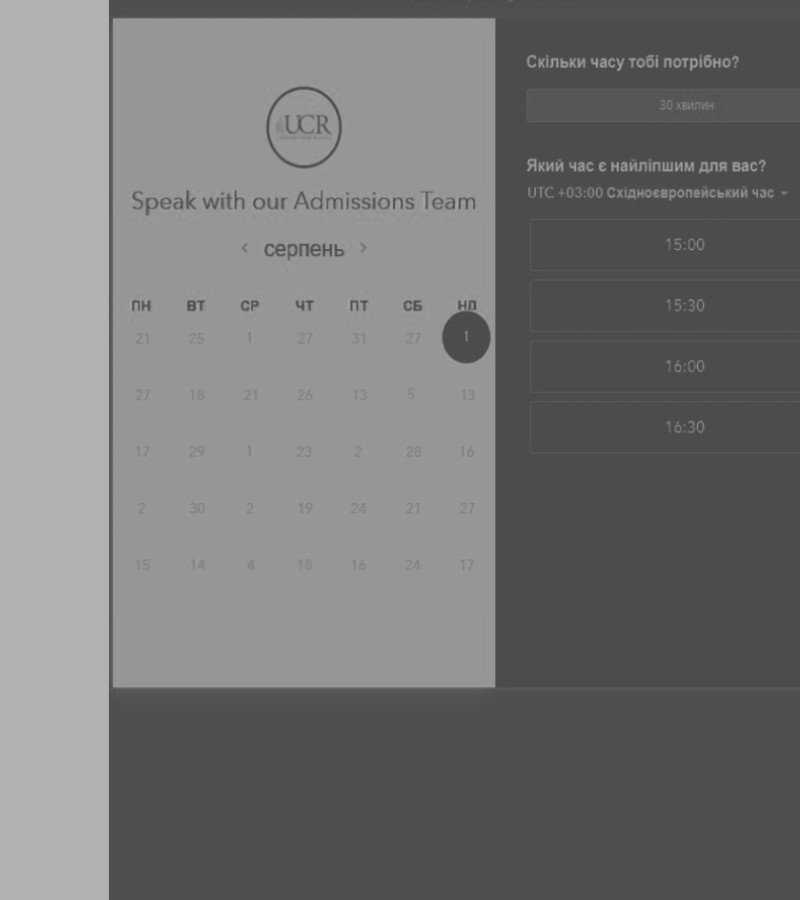 UCR
Speak with our Admissions Team
серпень
ПН ВТ СР ЧТ ПТ СБ НД
21 25 1 27 31 27 1
27 18 21 26 13 5 13
17 29 1 23 2 28 16
2 30 2 19 24 21 27
15 14 4 18 16 24 17
Скільки часу тобі потрібно?
30 хвилин
Який час є найліпшим для вас?
UTC +03:00 Східноєвропейський час
15:00
15:30
16:00
16:30